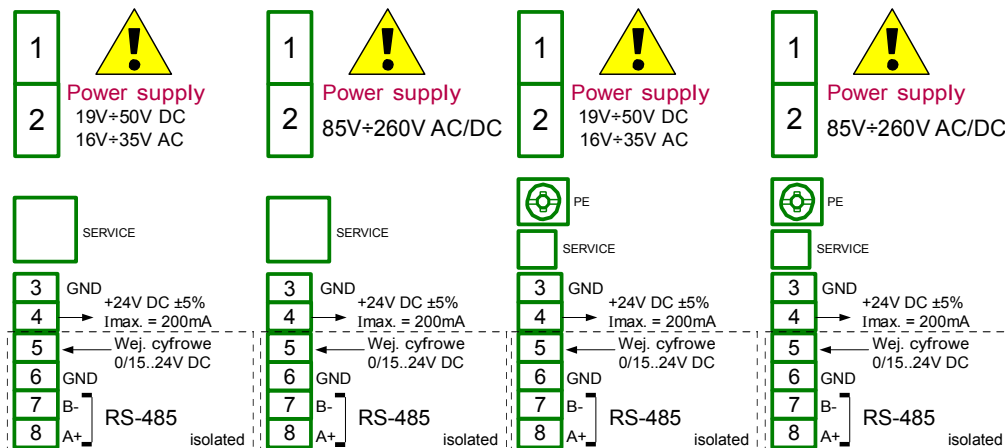 1
2
Power supply
19V÷50V DC
16V÷35V AC
SERVICE
3 GND
4 +24V DC ±5%
Imax. = 200mA
5 Wej. cyfrowe
0/15..24V DC
6 GND
7 B-
RS-485
8 A+ isolated
1
2
Power supply
85V÷260V AC/DC
SERVICE
3 GND
4 +24V DC ±5%
Imax. = 200mA
5 Wej. cyfrowe
0/15..24V DC
6 GND
7 B-
RS-485
8 A+ isolated
1
2
Power supply
19V÷50V DC
16V÷35V AC
PE
SERVICE
3 GND
4 +24V DC ±5%
Imax. = 200mA
5 Wej. cyfrowe
0/15..24V DC
6 GND
7 B-
RS-485
8 A+ isolated
1
2
Power supply
85V÷260V AC/DC
PE
SERVICE
3 GND
4 +24V DC ±5%
Imax. = 200mA
5 Wej. cyfrowe
0/15..24V DC
6 GND
7 B-
RS-485
8 A+ isolated